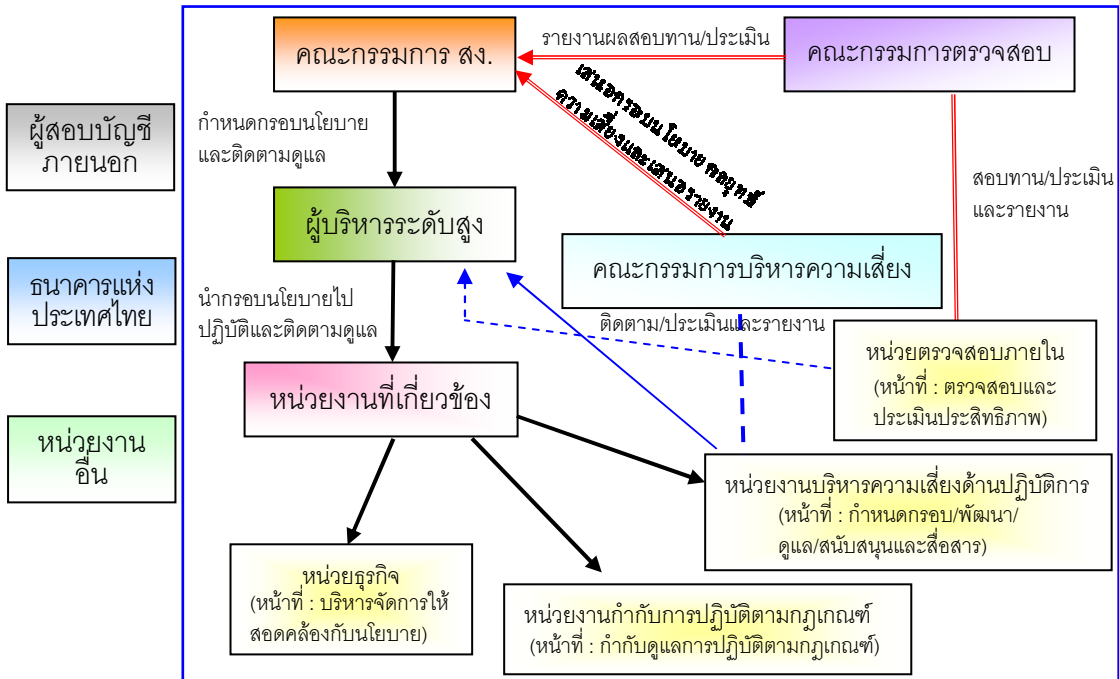 คณะกรรมการ สง.
รายงานผลสอบทาน/ประเมิน
คณะกรรมการตรวจสอบ
เสนอกรอบนโยบาย กลยุทธ์
ความเสี่ยงและเสนอรายงาน
ผู้สอบบัญชี
ภายนอก
กำหนดกรอบนโยบาย
และติดตามดูแล
สอบทาน/ประเมิน
และรายงาน
ผู้บริหารระดับสูง
คณะกรรมการบริหารความเสี่ยง
ธนาคารแห่ง
ประเทศไทย
นำกรอบนโยบายไป
ปฏิบัติและติดตามดูแล
ติดตาม/ประเมินและรายงาน
หน่วยตรวจสอบภายใน
(หน้าที่ : ตรวจสอบและ
ประเมินประสิทธิภาพ)
หน่วยงานที่เกี่ยวข้อง
หน่วยงาน
อื่น
หน่วยงานบริหารความเสี่ยงด้านปฏิบัติการ
(หน้าที่ : กำหนดกรอบ/พัฒนา/
ดูแล/สนับสนุนและสื่อสาร)
หน่วยธุรกิจ
(หน้าที่ : บริหารจัดการให้
สอดคล้องกับนโยบาย)
หน่วยงานกำกับการปฏิบัติตามกฎเกณฑ์
(หน้าที่ : กำกับดูแลการปฏิบัติตามกฎเกณฑ์)